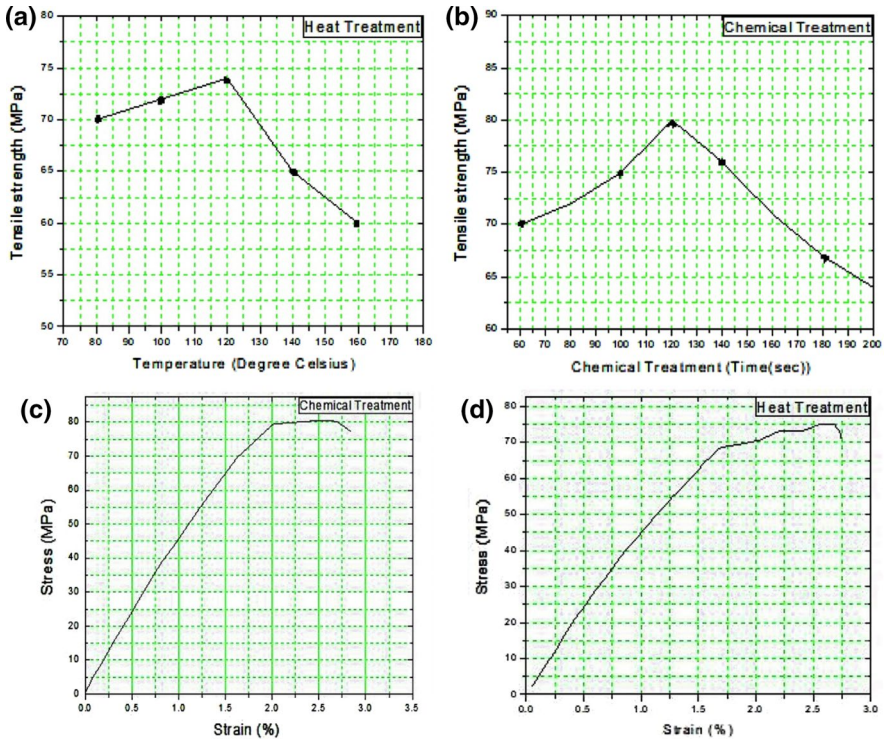 (a)
Heat Treatment
Tensile strength (MPa)
80
75
70
65
60
55
50
70 80 90 100 110 120 130 140 150 160 170 180
Temperature (Degree Celsius)
(b)
Chemical Treatment
Tensile strength (MPa)
90
85
80
75
70
65
60
60 70 80 90 100 110 120 130 140 150 160 170 180 190 200
Chemical Treatment (Time(sec))
(c)
Chemical Treatment
Stress (MPa)
80
70
60
50
40
30
20
10
0
0.0 0.5 1.0 1.5 2.0 2.5 3.0 3.5
Strain (%)
(d)
Heat Treatment
Stress (MPa)
80
70
60
50
40
30
20
10
0
0.0 0.5 1.0 1.5 2.0 2.5 3.0
Strain (%)